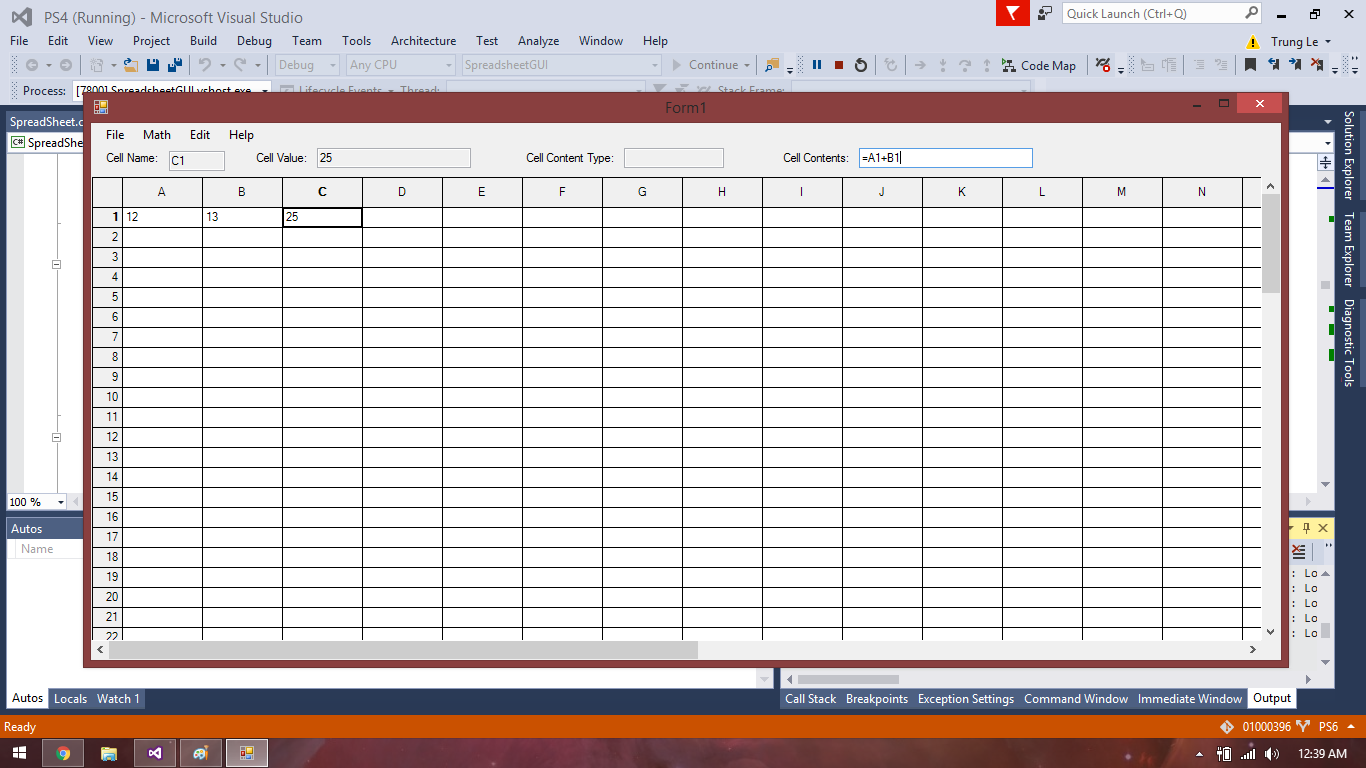 PS4 (Running) - Microsoft Visual Studio
Quick Launch (Ctrl+Q)
File Edit View Project Build Debug Team Tools Architecture Test Analyze Window Help
Trung Le
Debug Any CPU SpreadsheetGUI Continue Code Map
Process: [7800] SpreadsheetGUI.vshost.exe Lifecycle Events Thread: Stack Frame:
SpreadSheet.c
Form1
C# SpreadShe
File Math Edit Help
Cell Name: C1 Cell Value: 25 Cell Content Type: Cell Contents: =A1+B1
A B C D E F G H I J K L M N
1 12 13 25
2
3
4
5
6
7
8
9
10
11
12
13
14
15
16
17
18
19
20
21
22
Solution Explorer
Team Explorer
Diagnostic Tools
100 %
Autos
Name
: Lo
: Lo
: Lo
: Lo
: Lo
Autos Locals Watch 1
Call Stack Breakpoints Exception Settings Command Window Immediate Window Output
Ready
01000396 PS6
12:39 AM